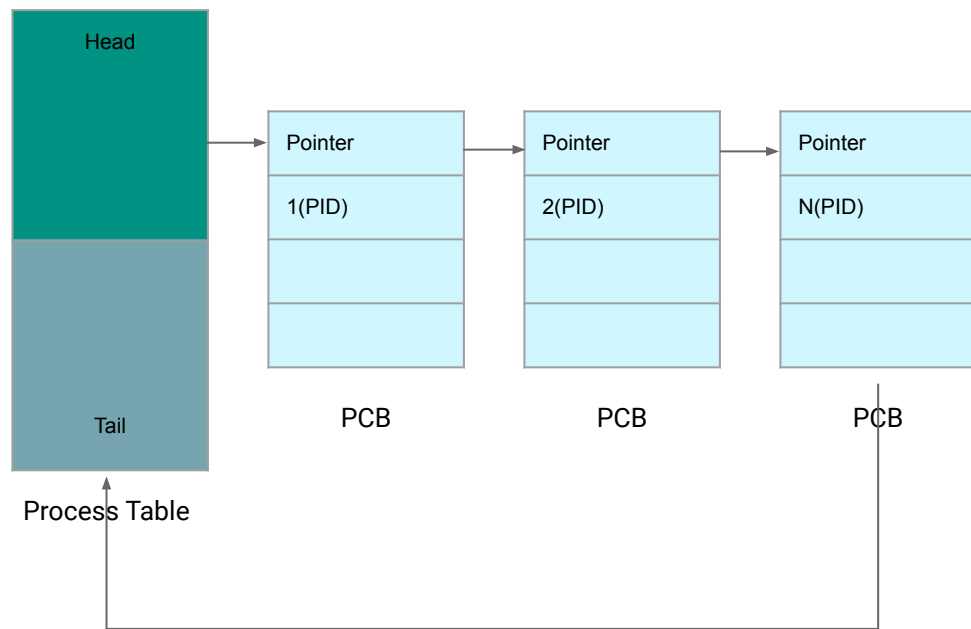 Head
Tail
Process Table
Pointer
1(PID)
PCB
Pointer
2(PID)
PCB
Pointer
N(PID)
PCB